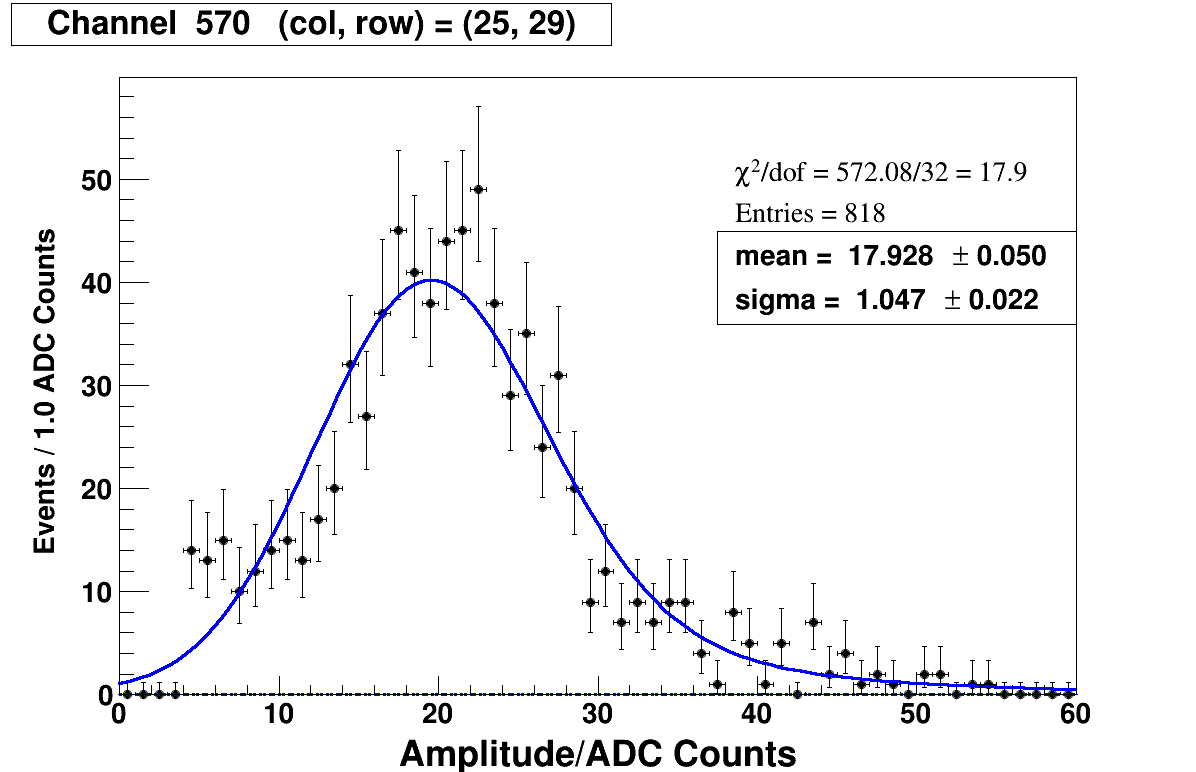 Channel 570 (col, row) = (25, 29)
χ²/dof = 572.08/32 = 17.9
Entries = 818
mean = 17.928 ± 0.050
sigma = 1.047 ± 0.022
Events / 1.0 ADC Counts
50
40
30
20
10
0
0 10 20 30 40 50 60
Amplitude/ADC Counts